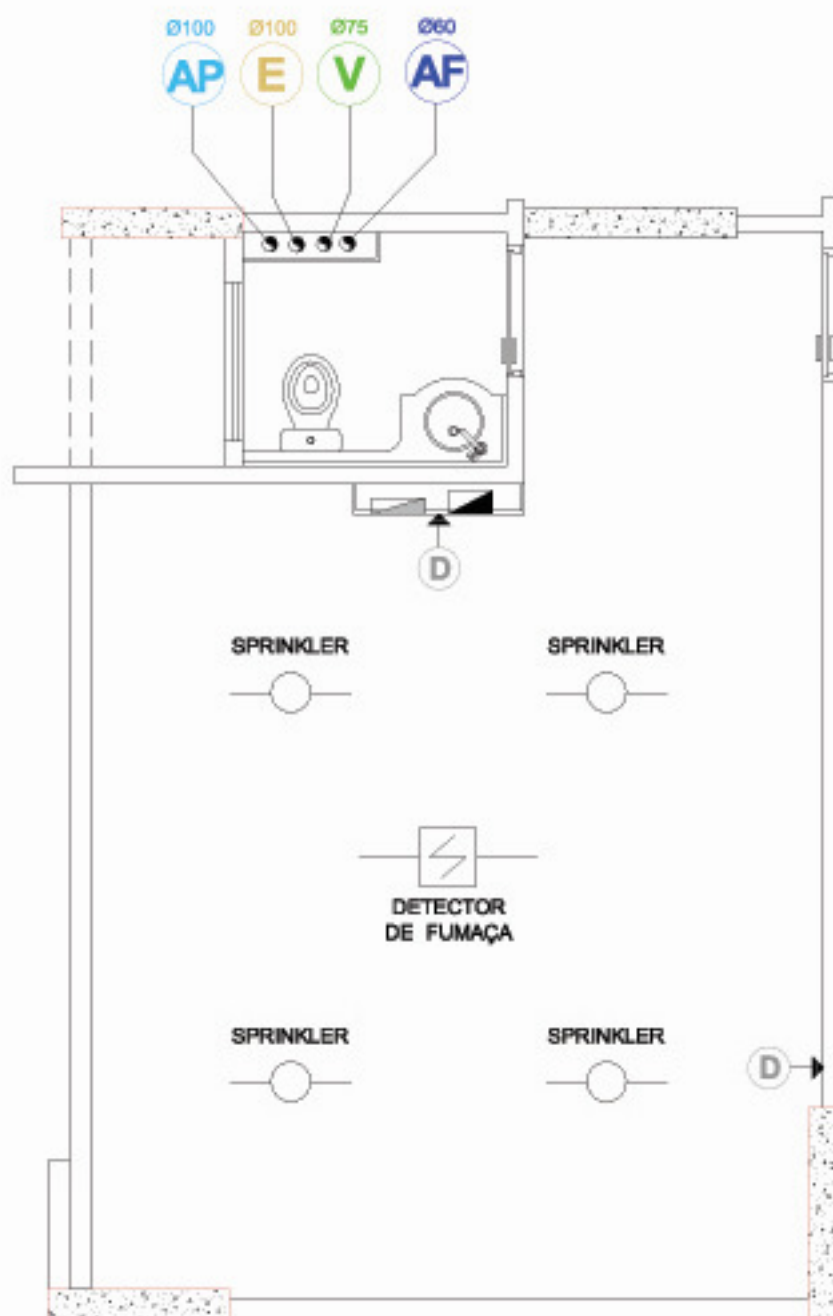 Ø100 Ø100 Ø75 Ø60
AP E V AF
D
SPRINKLER SPRINKLER
DETECTOR
DE FUMAÇA
SPRINKLER SPRINKLER
D